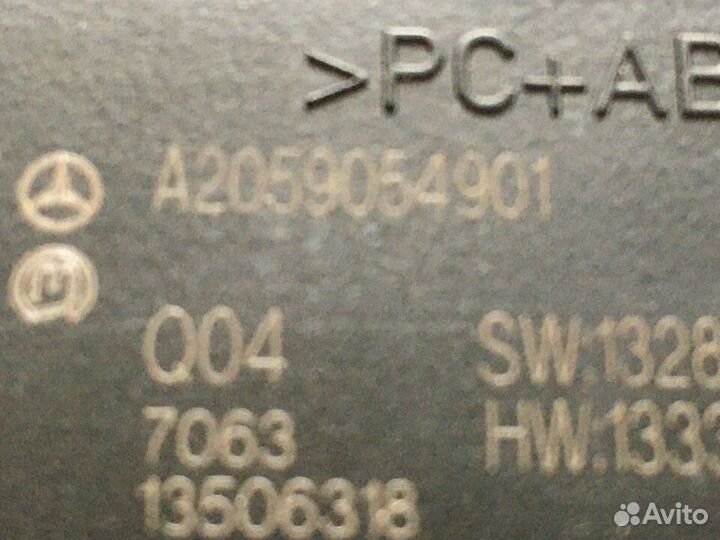 >PC+AB
A2059054901
Q04 SW:1328
7063 HW:1333
13506318
Avito